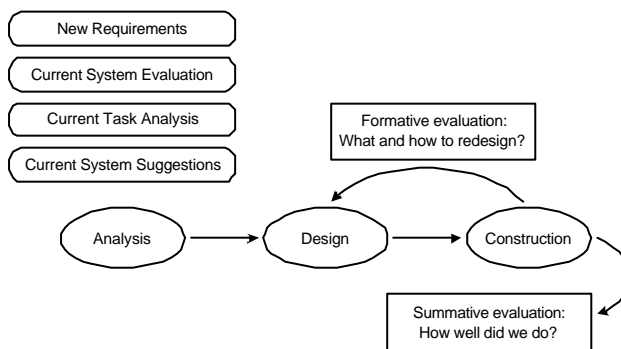 New Requirements
Current System Evaluation
Current Task Analysis
Current System Suggestions
Formative evaluation:
What and how to redesign?
Analysis
Design
Construction
Summative evaluation:
How well did we do?